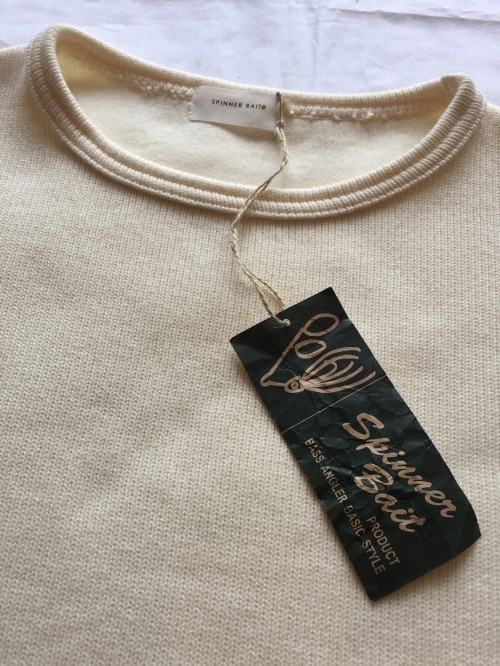 SPINNER BAIT®
Spinner
Bait
PRODUCT
BASS ANGLER BASIC STYLE